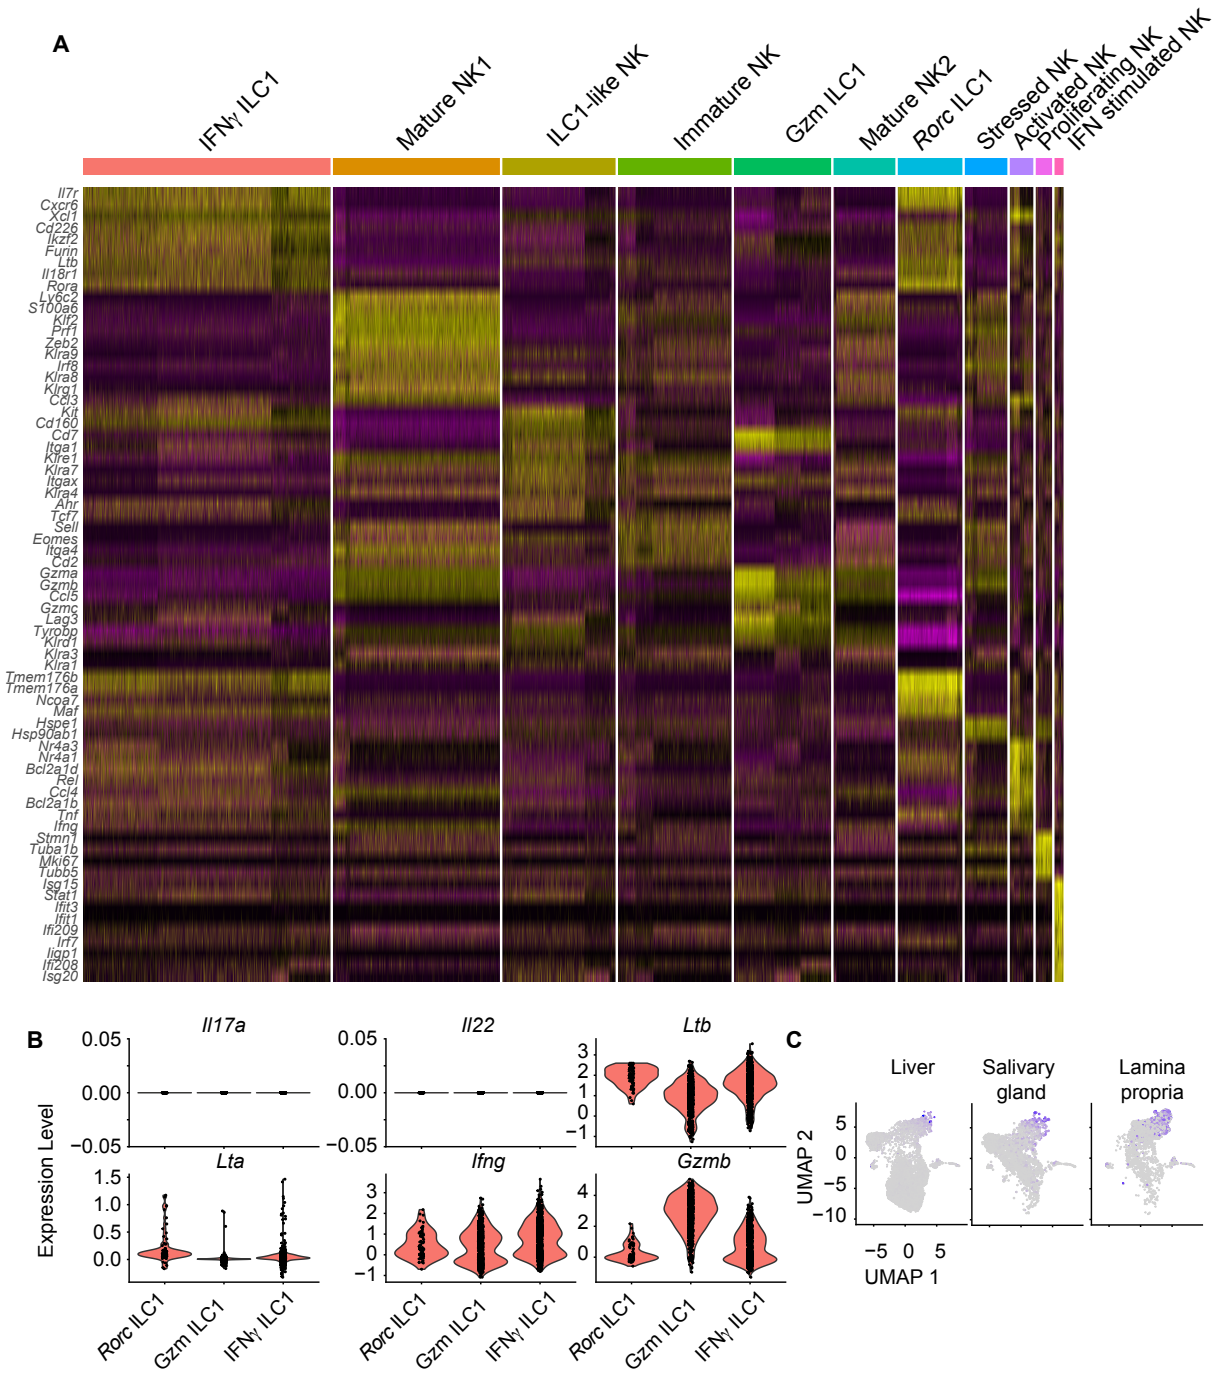 A
IFNγ ILC1
Mature NK1
ILC1-like NK
Immature NK
Gzm ILC1
Mature NK2
Rorc ILC1
Stressed NK
Activated NK
Proliferating NK
IFN stimulated NK
Il7r
Cxcr6
Xcl1
Cd226
Ikzf2
Furin
Ltb
Il18r1
Rora
Ly6c2
S100a6
Klf2
Prf1
Zeb2
Klra9
Irf8
Klra8
Klrg1
Ccl3
Kit
Cd160
Cd7
Itga1
Klre1
Klra7
Itgax
Klra4
Ahr
Tcf7
Sell
Eomes
Itga4
Cd2
Gzma
Gzmb
Ccl5
Gzmc
Lag3
Tyrobp
Klrd1
Klra3
Klra1
Tmem176b
Tmem176a
Ncoa7
Maf
Hspe1
Hsp90ab1
Nr4a3
Nr4a1
Bcl2a1d
Rel
Ccl4
Bcl2a1b
Tnf
Ifng
Stmn1
Tuba1b
Mki67
Tubb5
Isg15
Stat1
Ifit3
Ifit1
Ifi209
Irf7
Iigp1
Ifi208
Isg20
B
Expression Level
Il17a
0.05
0.00
−0.05
Il22
0.05
0.00
−0.05
Ltb
3
2
1
0
−1
Lta
1.5
1.0
0.5
0.0
Ifng
3
2
1
0
−1
Gzmb
4
2
0
Rorc ILC1
Gzm ILC1
IFNγ ILC1
Rorc ILC1
Gzm ILC1
IFNγ ILC1
Rorc ILC1
Gzm ILC1
IFNγ ILC1
C
Liver
Salivary
gland
Lamina
propria
UMAP 2
5
0
−5
−10
−5 0 5
UMAP 1